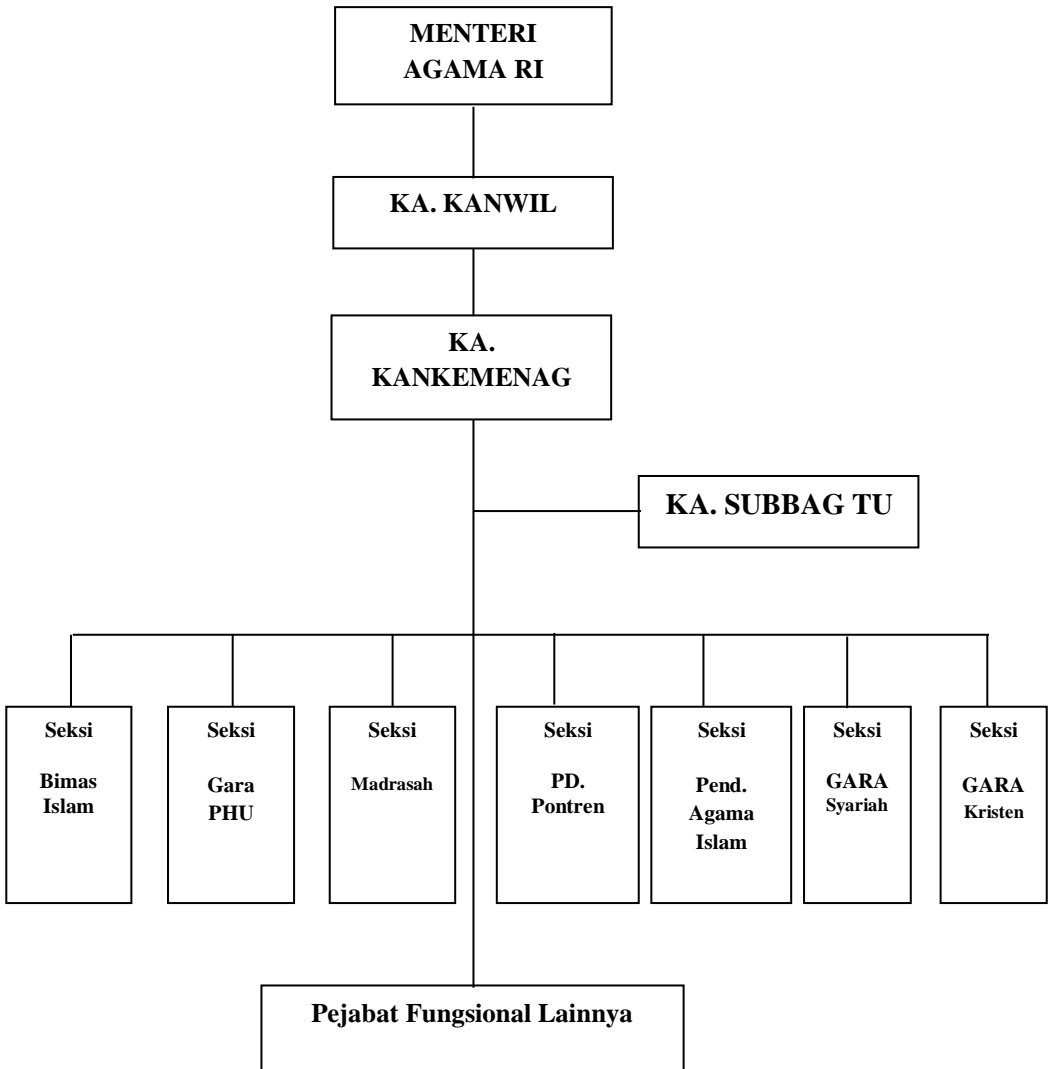 MENTERI
AGAMA RI
KA. KANWIL
KA.
KANKEMENAG
KA. SUBBAG TU
Seksi
Bimas
Islam
Seksi
Gara
PHU
Seksi
Madrasah
Seksi
PD.
Pontren
Seksi
Pend.
Agama
Islam
Seksi
GARA
Syariah
Seksi
GARA
Kristen
Pejabat Fungsional Lainnya